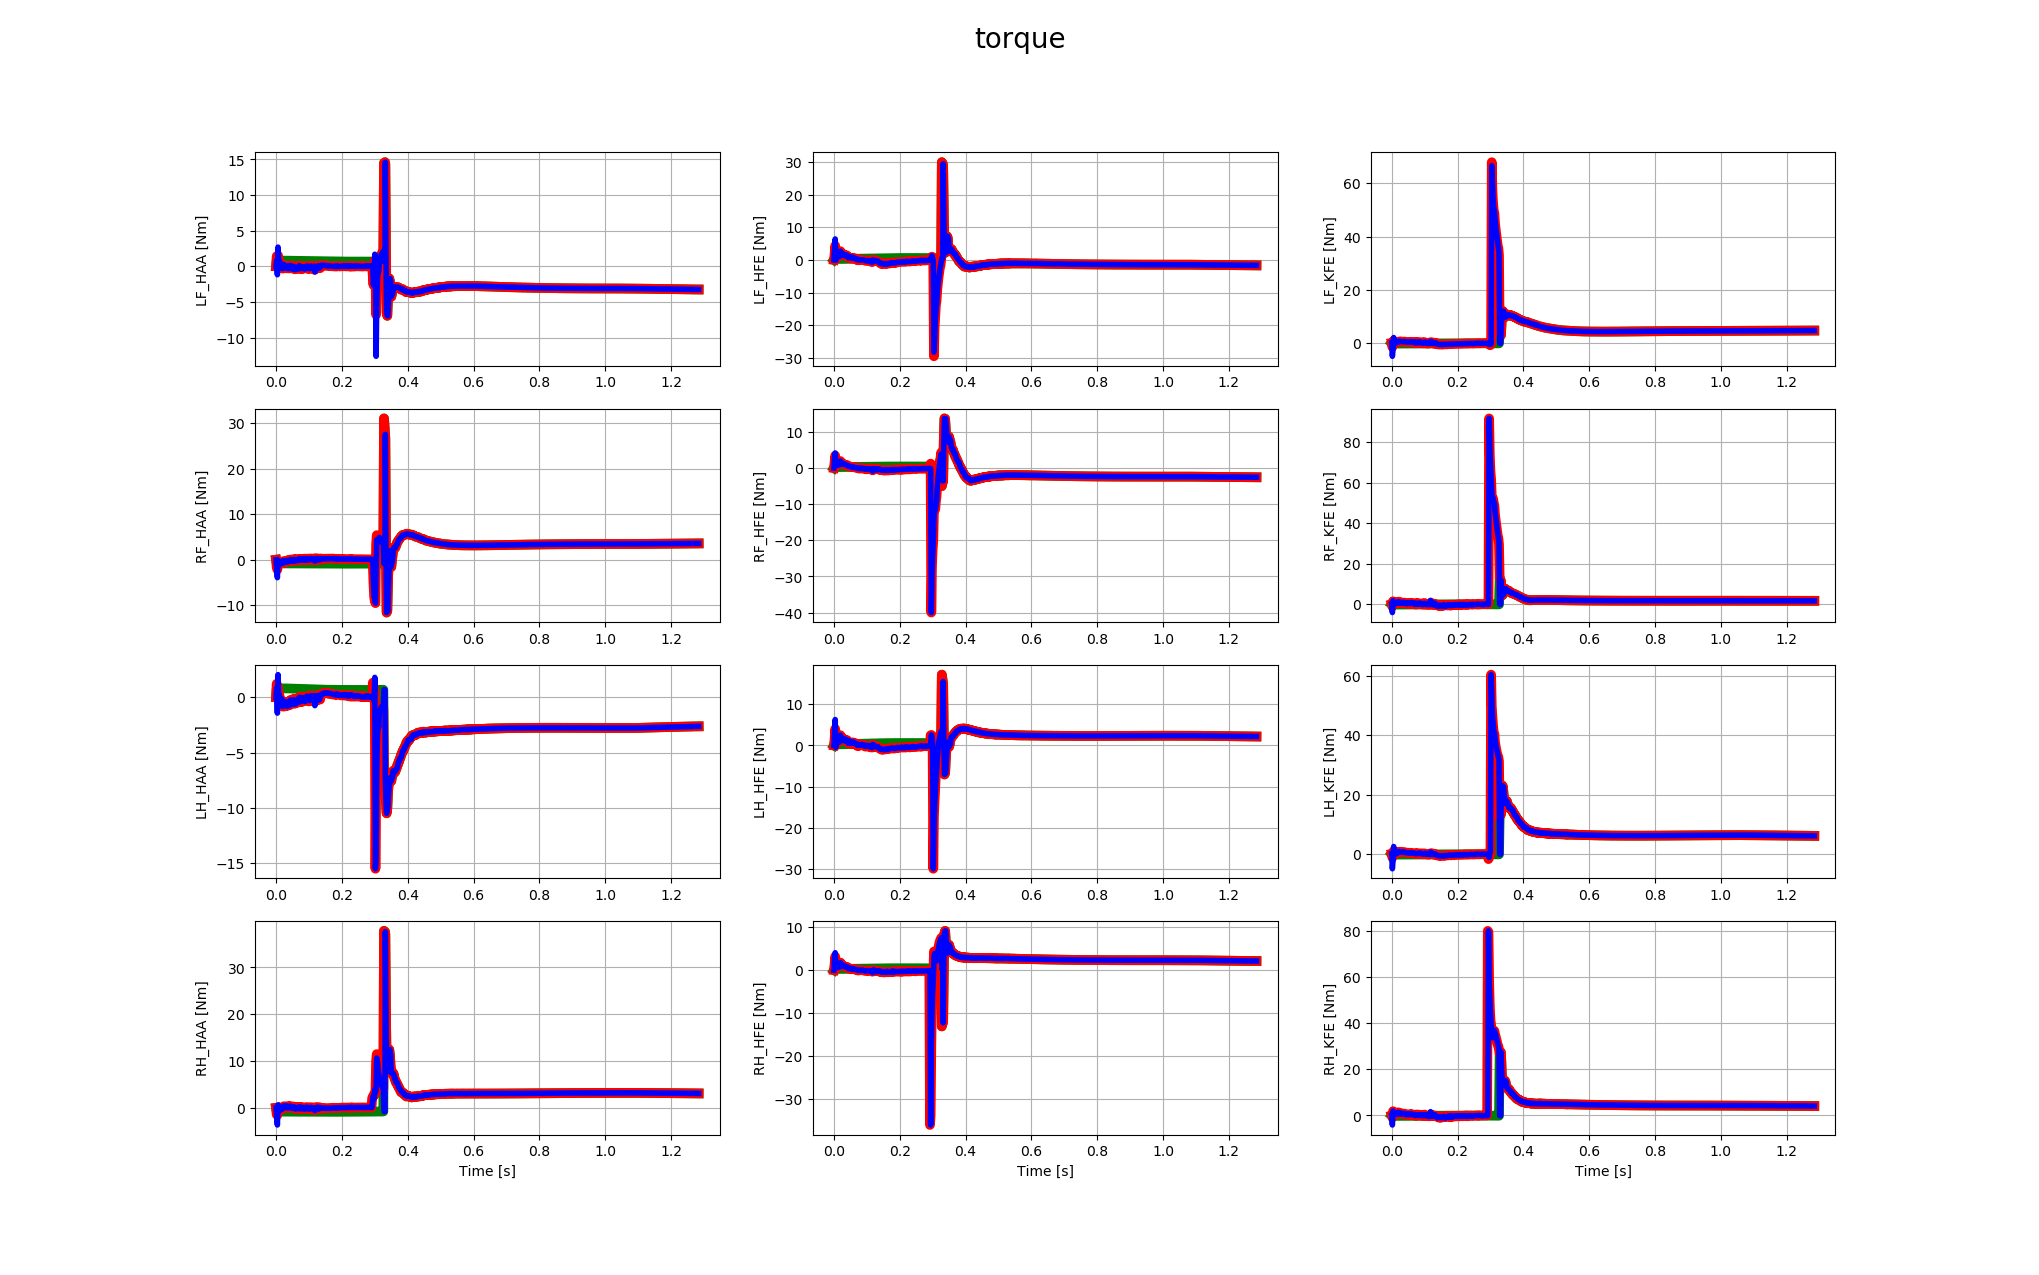 torque
LF_HAA [Nm]
15
10
5
0
−5
−10
0.0 0.2 0.4 0.6 0.8 1.0 1.2
LF_HFE [Nm]
30
20
10
0
−10
−20
−30
0.0 0.2 0.4 0.6 0.8 1.0 1.2
LF_KFE [Nm]
60
40
20
0
0.0 0.2 0.4 0.6 0.8 1.0 1.2
RF_HAA [Nm]
30
20
10
0
−10
0.0 0.2 0.4 0.6 0.8 1.0 1.2
RF_HFE [Nm]
10
0
−10
−20
−30
−40
0.0 0.2 0.4 0.6 0.8 1.0 1.2
RF_KFE [Nm]
80
60
40
20
0
0.0 0.2 0.4 0.6 0.8 1.0 1.2
LH_HAA [Nm]
0
−5
−10
−15
0.0 0.2 0.4 0.6 0.8 1.0 1.2
LH_HFE [Nm]
10
0
−10
−20
−30
0.0 0.2 0.4 0.6 0.8 1.0 1.2
LH_KFE [Nm]
60
40
20
0
0.0 0.2 0.4 0.6 0.8 1.0 1.2
RH_HAA [Nm]
30
20
10
0
0.0 0.2 0.4 0.6 0.8 1.0 1.2
Time [s]
RH_HFE [Nm]
10
0
−10
−20
−30
0.0 0.2 0.4 0.6 0.8 1.0 1.2
Time [s]
RH_KFE [Nm]
80
60
40
20
0
0.0 0.2 0.4 0.6 0.8 1.0 1.2
Time [s]